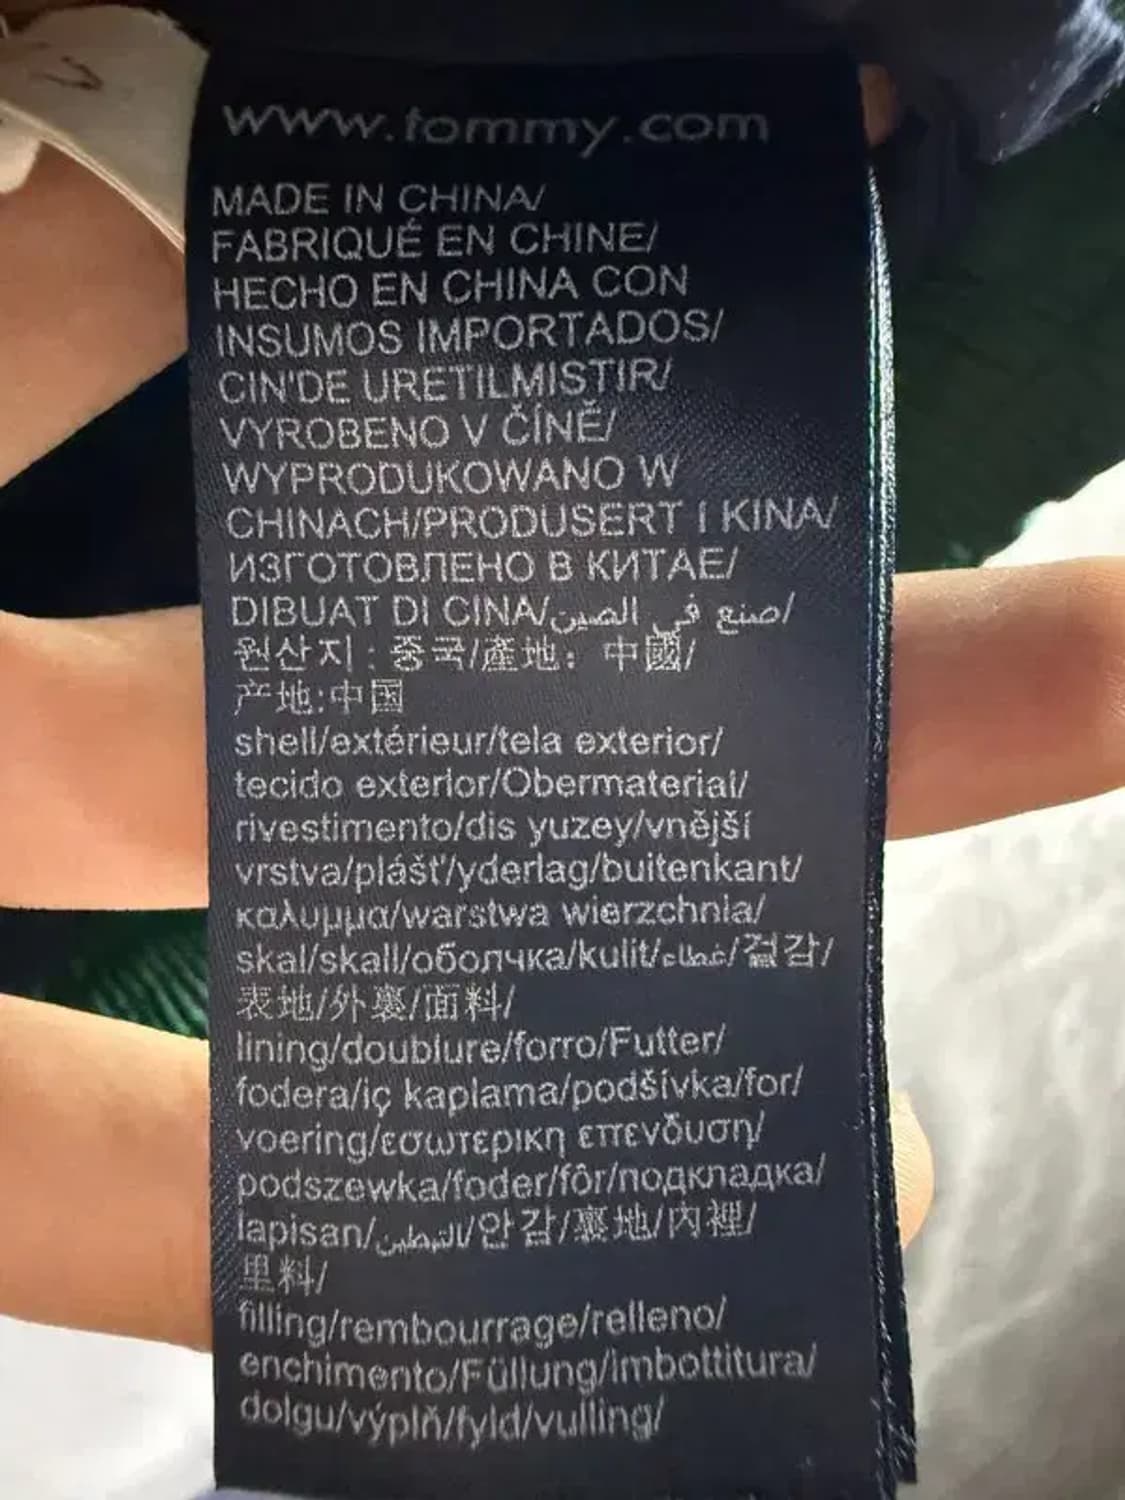 www.tommy.com
MADE IN CHINA/
FABRIQUÉ EN CHINE/
HECHO EN CHINA CON
INSUMOS IMPORTADOS/
CIN'DE URETILMISTIR/
VYROBENO V ČÍNĚ/
WYPRODUKOWANO W
CHINACH/PRODUSERT I KINA/
ИЗГОТОВЛЕНО В КИТАЕ/
DIBUAT DI CINA/صنع في الصين/
원산지: 중국/產地: 中國/
产地:中国
shell/extérieur/tela exterior/
tecido exterior/Obermaterial/
rivestimento/dis yuzey/vnější
vrstva/plášť/yderlag/buitenkant/
καλυμμα/warstwa wierzchnia/
skal/skall/оболчка/kulit/غطاء/겉감/
表地/外裏/面料/
lining/doublure/forro/Futter/
fodera/iç kaplama/podšívka/for/
voering/εσωτερικη επενδυση/
podszewka/foder/fôr/подкладка/
lapisan/التبطين/안감/裏地/內裡/
里料/
filling/rembourrage/relleno/
enchimento/Füllung/imbottitura/
dolgu/výplň/fyld/vulling/